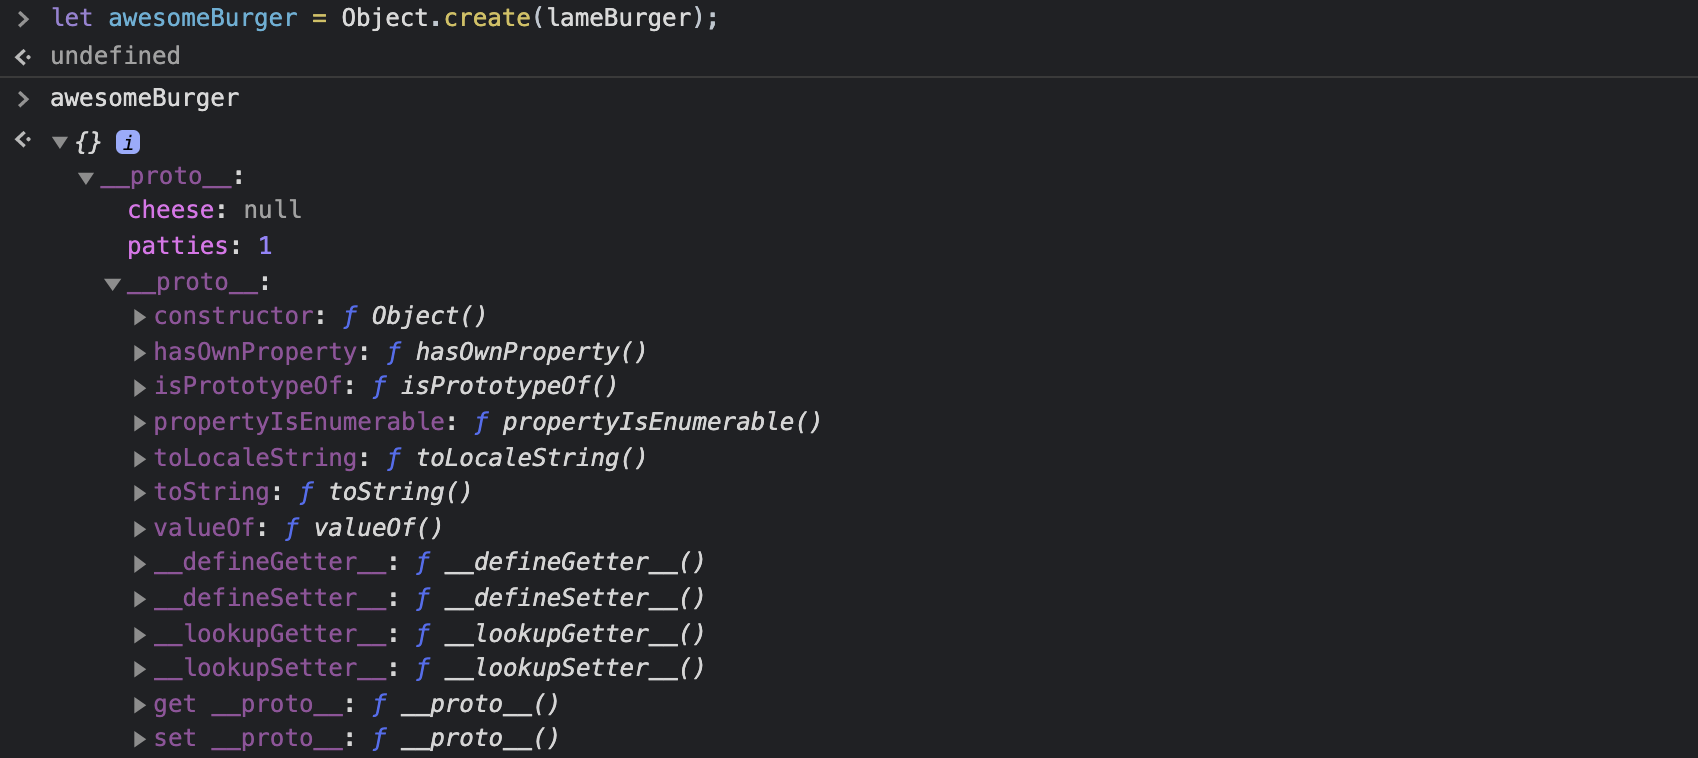 > let awesomeBurger = Object.create(lameBurger);
undefined
> awesomeBurger
{} i
__proto__:
cheese: null
patties: 1
__proto__:
constructor: ƒ Object()
hasOwnProperty: ƒ hasOwnProperty()
isPrototypeOf: ƒ isPrototypeOf()
propertyIsEnumerable: ƒ propertyIsEnumerable()
toLocaleString: ƒ toLocaleString()
toString: ƒ toString()
valueOf: ƒ valueOf()
__defineGetter__: ƒ __defineGetter__()
__defineSetter__: ƒ __defineSetter__()
__lookupGetter__: ƒ __lookupGetter__()
__lookupSetter__: ƒ __lookupSetter__()
get __proto__: ƒ __proto__()
set __proto__: ƒ __proto__()